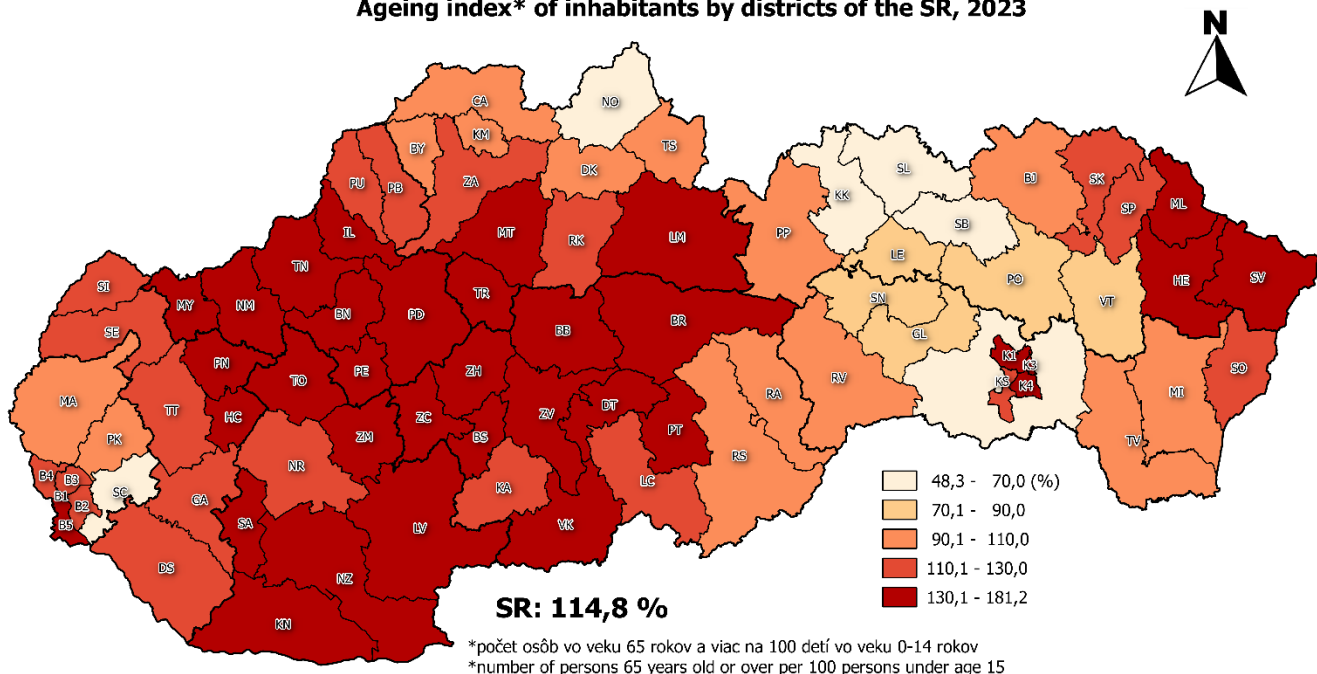 Ageing index* of inhabitants by districts of the SR, 2023
N
NO
CA
KM
BY
TS
DK
ZA
PU
PB
SL
KK
SB
BJ
SK
SP
ML
IL
MT
RK
LM
PP
LE
PO
VT
HE
SV
TN
SI
MY
NM
BN
PD
TR
BB
BR
SN
GL
SE
PN
TO
PE
ZH
K1
K3
KS
K4
SO
MA
TT
HC
ZM
ZC
BS
ZV
DT
PT
RA
RV
MI
PK
NR
KA
LC
RS
TV
B4
B3
B1
B2
B5
SC
GA
SA
LV
VK
DS
NZ
KN
48,3 - 70,0 (%)
70,1 - 90,0
90,1 - 110,0
110,1 - 130,0
130,1 - 181,2
SR: 114,8 %
*počet osôb vo veku 65 rokov a viac na 100 detí vo veku 0-14 rokov
*number of persons 65 years old or over per 100 persons under age 15